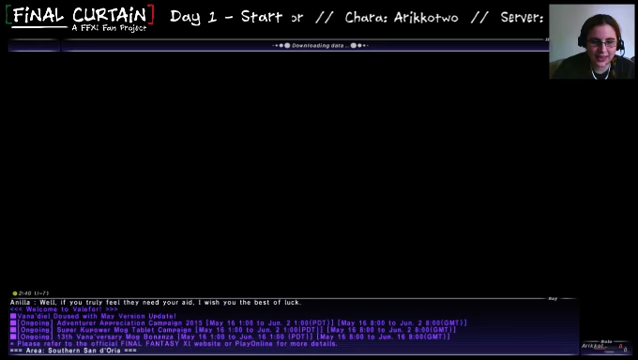 [FiNAL CURTAiN]
A FFXI Fan Project
Day 1 - Start or // Chara: Arikkotwo // Server:
Downloading data...
Anilla : Well, if you truly feel they need your aid, I wish you the best of luck.
<<< Welcome to Valefor! >>>
Vana'diel Doused with May Version Update!
[Ongoing] Adventurer Appreciation Campaign 2015 [May 16 1:00 to Jun. 2 1:00(PDT)] [May 16 8:00 to Jun. 2 8:00(GMT)]
[Ongoing] Super Kupower Mog Tablet Campaign [May 16 1:00 to Jun. 2 1:00(PDT)] [May 16 8:00 to Jun. 2 8:00(GMT)]
[Ongoing] 13th Vana'versary Mog Bonanza [May 16 1:00 to Jun. 16 1:00 (PDT)] [May 16 8:00 to Jun. 16 8:00(GMT)]
Please refer to the official FINAL FANTASY XI website or PlayOnline for more details.
=== Area: Southern San d'Oria ===